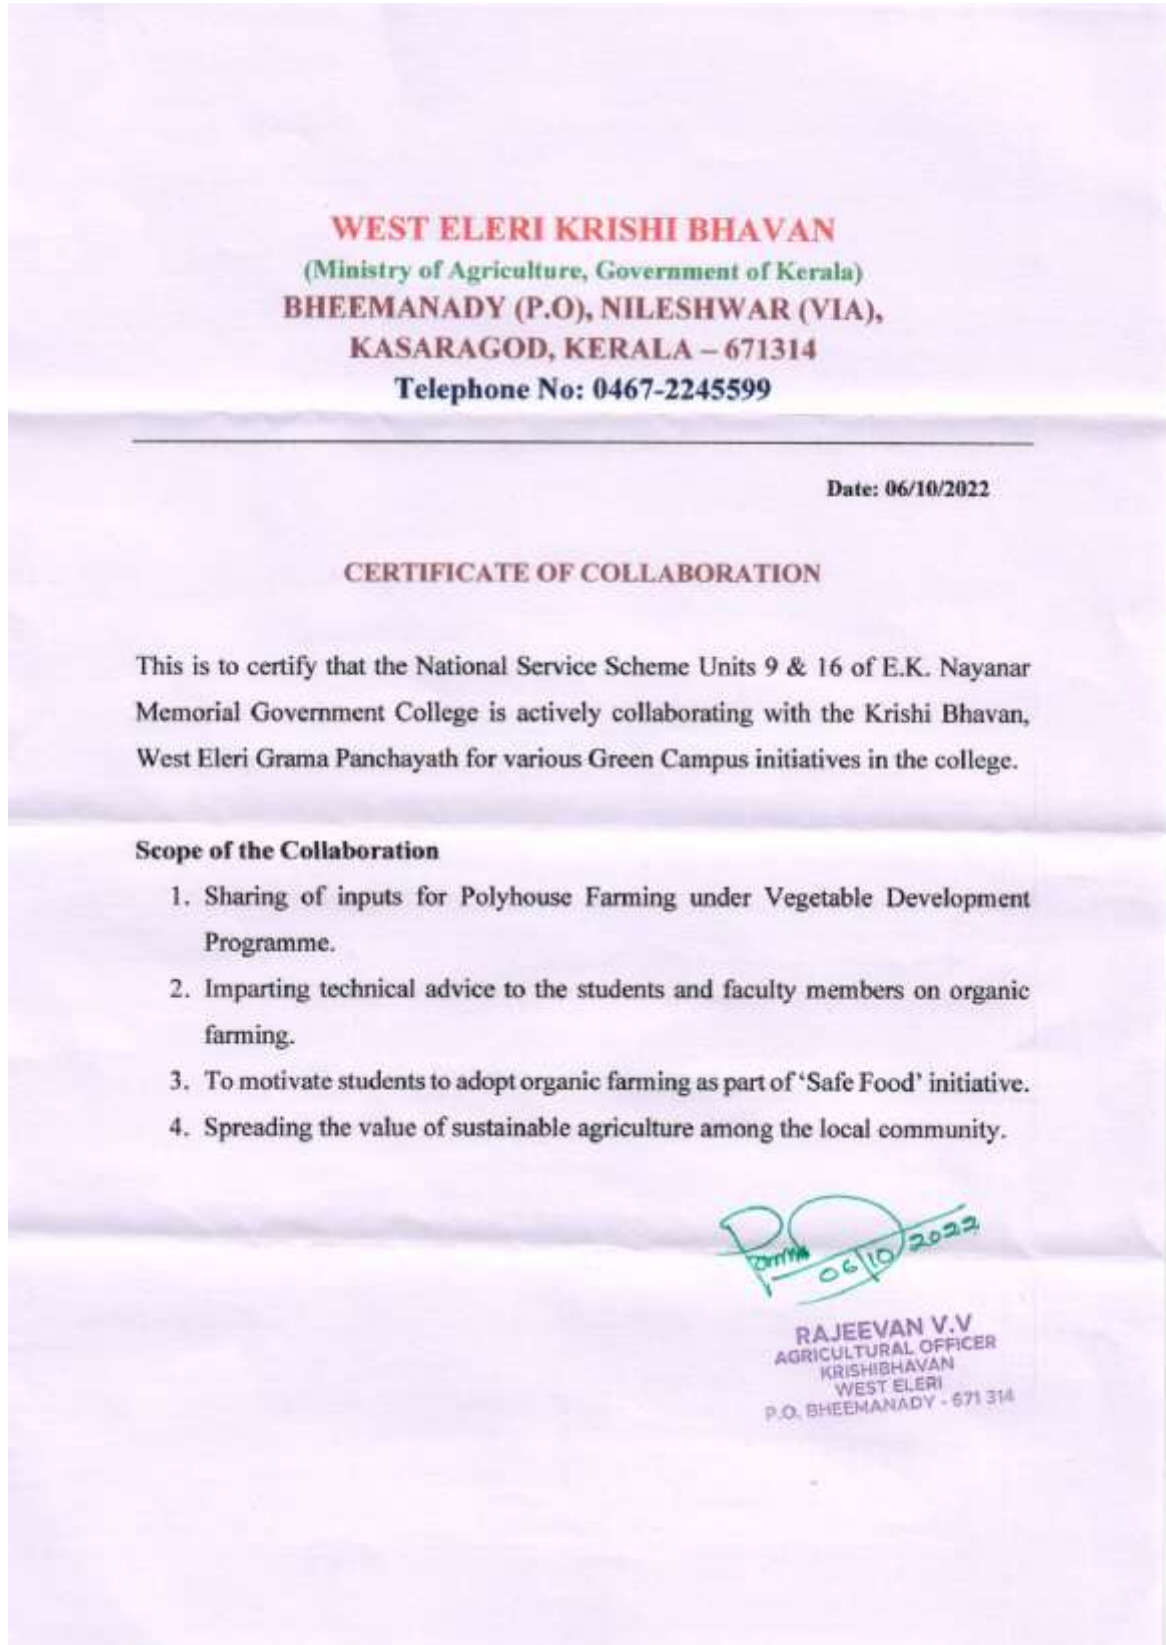 WEST ELERI KRISHI BHAVAN
(Ministry of Agriculture, Government of Kerala)
BHEEMANADY (P.O), NILESHWAR (VIA),
KASARAGOD, KERALA – 671314
Telephone No: 0467-2245599
Date: 06/10/2022
CERTIFICATE OF COLLABORATION
This is to certify that the National Service Scheme Units 9 & 16 of E.K. Nayanar
Memorial Government College is actively collaborating with the Krishi Bhavan,
West Eleri Grama Panchayath for various Green Campus initiatives in the college.
Scope of the Collaboration
1. Sharing of inputs for Polyhouse Farming under Vegetable Development
Programme.
2. Imparting technical advice to the students and faculty members on organic
farming.
3. To motivate students to adopt organic farming as part of ‘Safe Food’ initiative.
4. Spreading the value of sustainable agriculture among the local community.
06/10/2022
RAJEEVAN V.V
AGRICULTURAL OFFICER
KRISHIBHAVAN
WEST ELERI
P.O. BHEEMANADY - 671 314